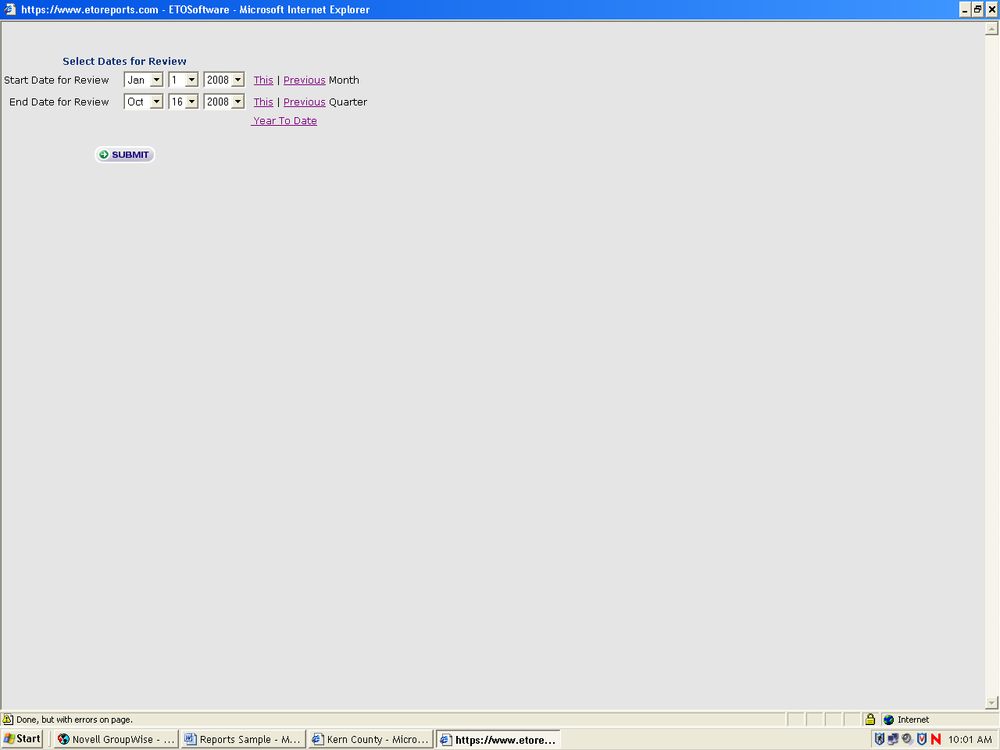 https://www.etoreports.com - ETOSoftware - Microsoft Internet Explorer
Select Dates for Review
Start Date for Review Jan 1 2008 This | Previous Month
End Date for Review Oct 16 2008 This | Previous Quarter
Year To Date
SUBMIT
Done, but with errors on page. Internet
Start Novell GroupWise - ... Reports Sample - M... Kern County - Micro... https://www.etore... 10:01 AM